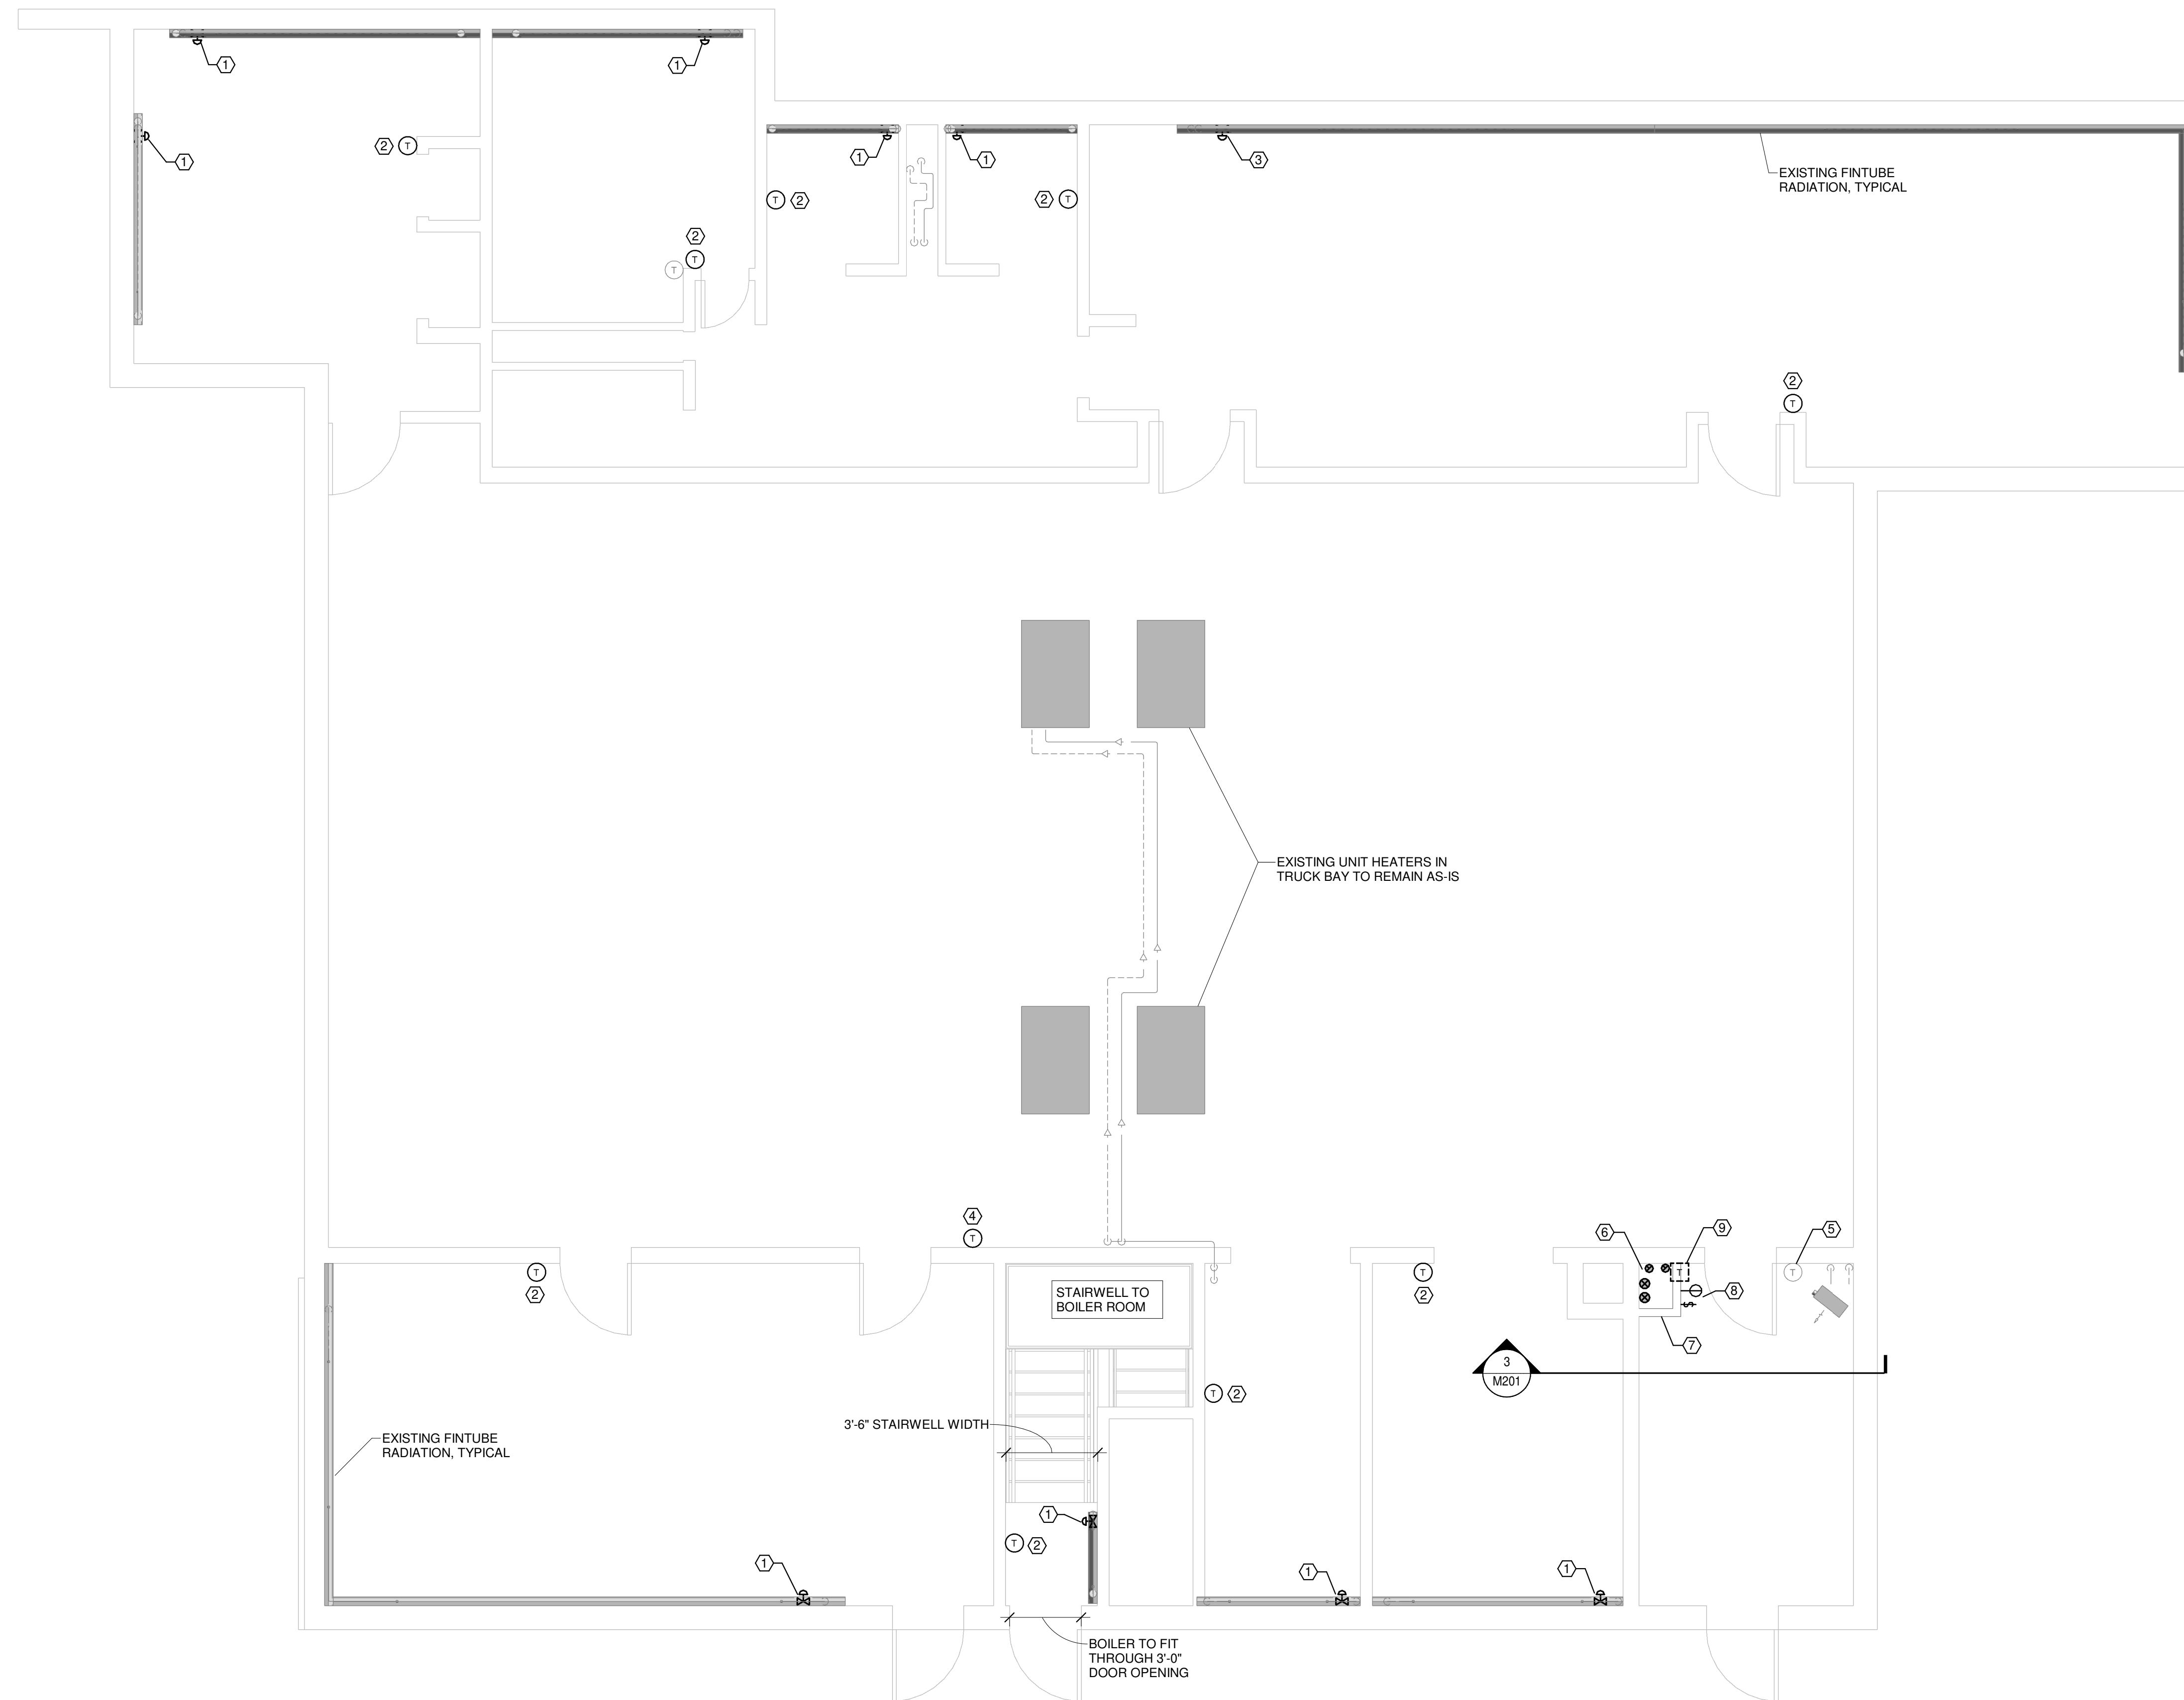 1
1
1
2
T
1
1
3
EXISTING FINTUBE
RADIATION, TYPICAL
T
2
2
T
2
T
T
2
T
EXISTING UNIT HEATERS IN
TRUCK BAY TO REMAIN AS-IS
4
T
6
9
5
T
2
T
2
T
T
8
$
7
STAIRWELL TO
BOILER ROOM
3
M201
T
2
3'-6" STAIRWELL WIDTH
EXISTING FINTUBE
RADIATION, TYPICAL
1
T
2
1
1
1
BOILER TO FIT
THROUGH 3'-0"
DOOR OPENING